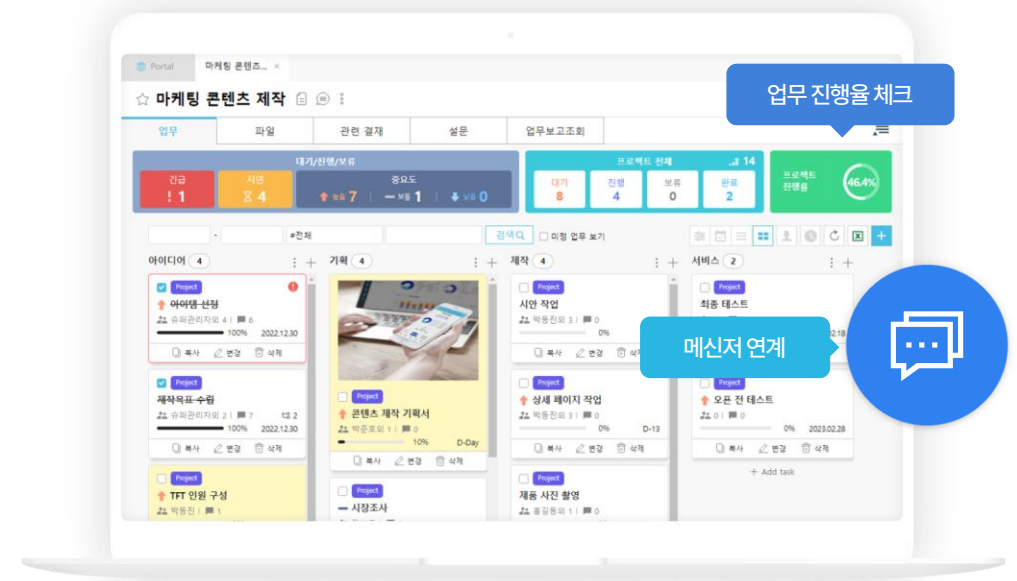 Portal
마케팅 콘텐츠...
마케팅 콘텐츠 제작
업무 진행율 체크
업무 파일 관련 결재 설문 업무보고조회
대기/진행/보류
긴급 ! 1
지연 4
중요도
높음 7 보통 1 보통 0
프로젝트 전체 14
대기 8
진행 4
보류 0
완료 2
프로젝트 진행률 46.4%
- #전체 검색 미정 업무 보기
아이디어 4
Project
아이템 선정
슈퍼관리자외 4 6
100% 2022.12.30
복사 변경 삭제
Project
제작목표 수립
슈퍼관리자외 2 7 2
100% 2022.12.30
복사 변경 삭제
Project
TFT 인원 구성
박동진 1
기획 4
Project
콘텐츠 제작 기획서
박준호외 1 0
10% D-Day
복사 변경 삭제
Project
시장조사
제작 4
Project
시안 작업
박동진외 3 0
0%
복사 변경
Project
상세 페이지 작업
박동진외 3 0
0% D-13
복사 변경 삭제
Project
제품 사진 촬영
홍길동외 1 0
서비스 2
Project
최종 테스트
메신저 연계
Project
오픈 전 테스트
0 0
0% 2023.02.28
복사 변경 삭제
+ Add task